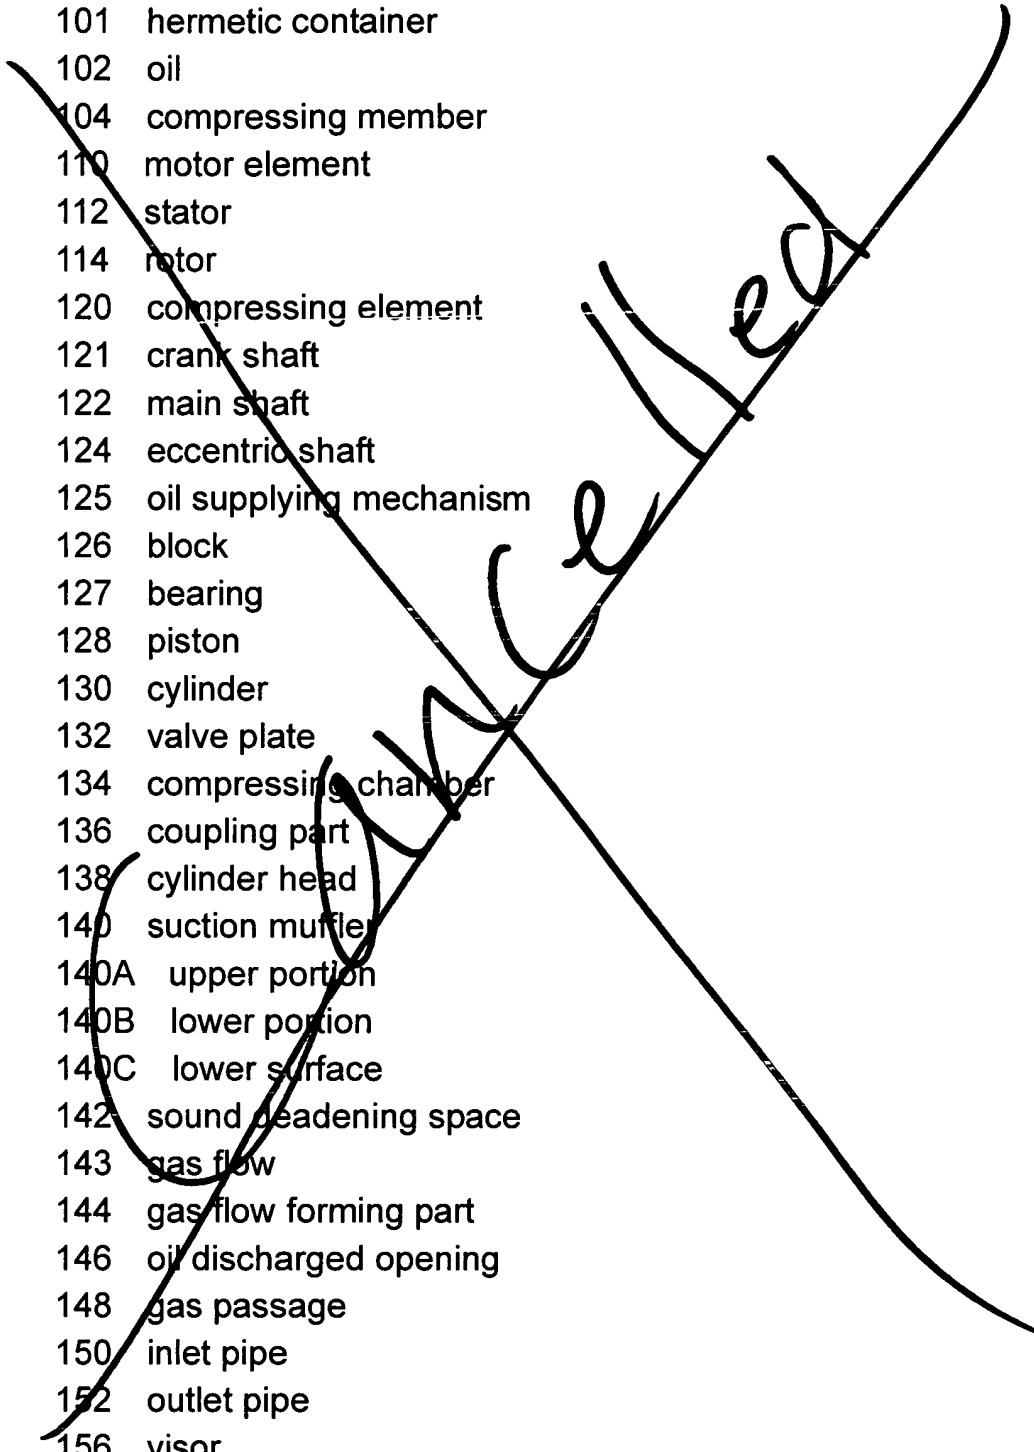 101 hermetic container
102 oil
104 compressing member
110 motor element
112 stator
114 rotor
120 compressing element
121 crank shaft
122 main shaft
124 eccentric shaft
125 oil supplying mechanism
126 block
127 bearing
128 piston
130 cylinder
132 valve plate
134 compressing chamber
136 coupling part
138 cylinder head
140 suction muffler
140A upper portion
140B lower portion
140C lower surface
142 sound deadening space
143 gas flow
144 gas flow forming part
146 oil discharged opening
148 gas passage
150 inlet pipe
152 outlet pipe
156 visor
Cancelled